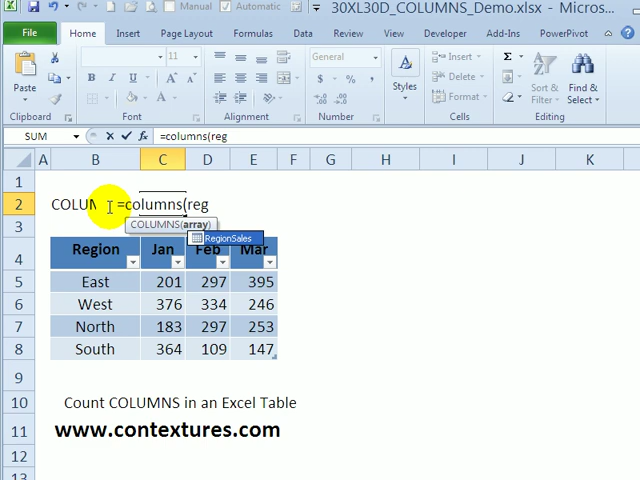 30XL30D_COLUMNS_Demo.xlsx - Micros
Manual Automatic
File Home Insert Page Layout Formulas Data Review View Developer Add-Ins PowerPivot
11 General Insert
Paste B I U A A $ % , Styles Delete Sort & Filter Find & Select
Format
Clipboard Font Alignment Number Cells Editing
SUM =columns(reg
A B C D E F G H I J K
1
2 COLUM =columns(reg
COLUMNS(array)
3 RegionSales
4 Region Jan Feb Mar
5 East 201 297 395
6 West 376 334 246
7 North 183 297 253
8 South 364 109 147
9
10 Count COLUMNS in an Excel Table
11 www.contextures.com
12
13